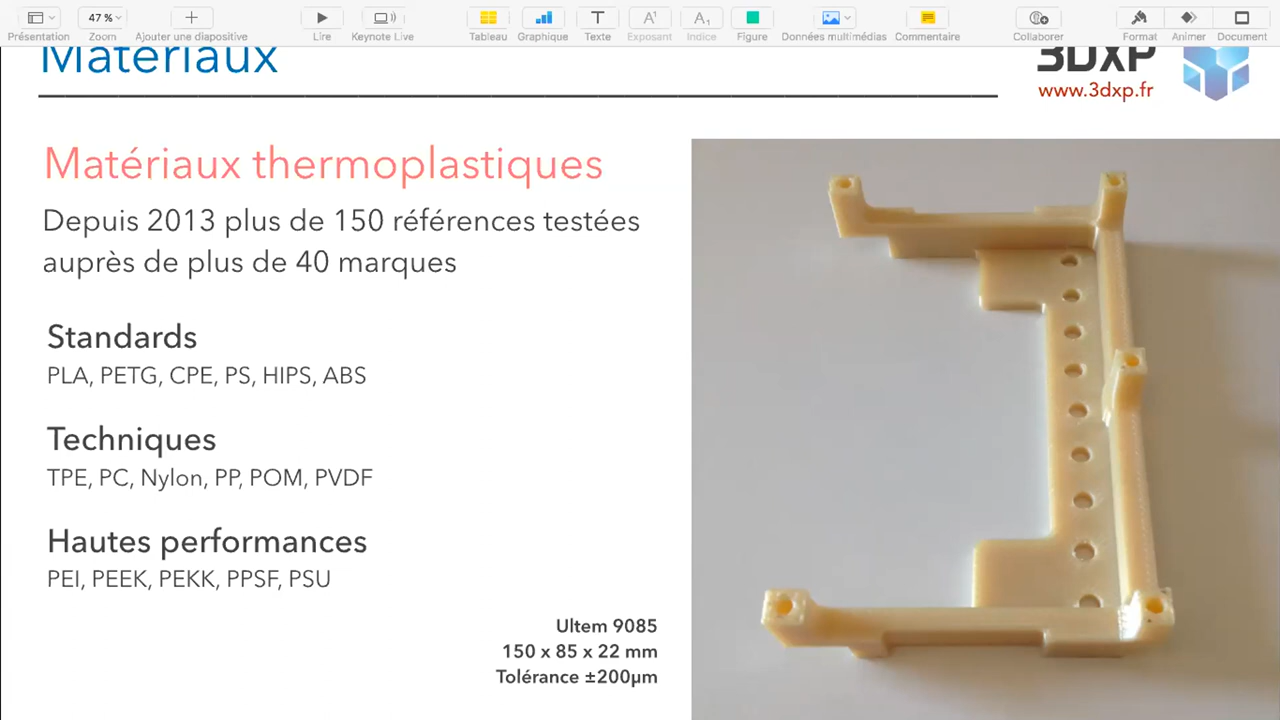 47 %
Présentation
Zoom
Ajouter une diapositive
Lire
Keynote Live
Tableau
Graphique
Texte
Exposant
Indice
Figure
Données multimédias
Commentaire
Collaborer
Format
Animer
Document
Matériaux
3DXP
www.3dxp.fr
Matériaux thermoplastiques
Depuis 2013 plus de 150 références testées
auprès de plus de 40 marques
Standards
PLA, PETG, CPE, PS, HIPS, ABS
Techniques
TPE, PC, Nylon, PP, POM, PVDF
Hautes performances
PEI, PEEK, PEKK, PPSF, PSU
Ultem 9085
150 x 85 x 22 mm
Tolérance ±200µm